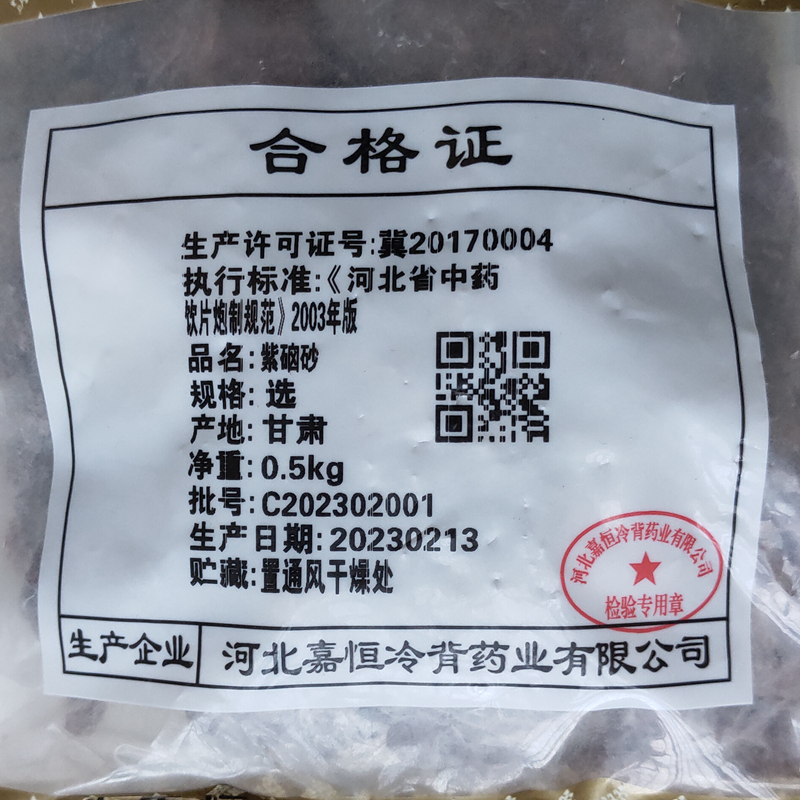 合格证
生产许可证号:冀20170004
执行标准:《河北省中药
饮片炮制规范》2003年版
品名:紫硇砂
规格:选
产地:甘肃
净重:0.5kg
批号:C202302001
生产日期:20230213
贮藏:置通风干燥处
河北嘉恒冷背药业有限公司
检验专用章
生产企业 河北嘉恒冷背药业有限公司